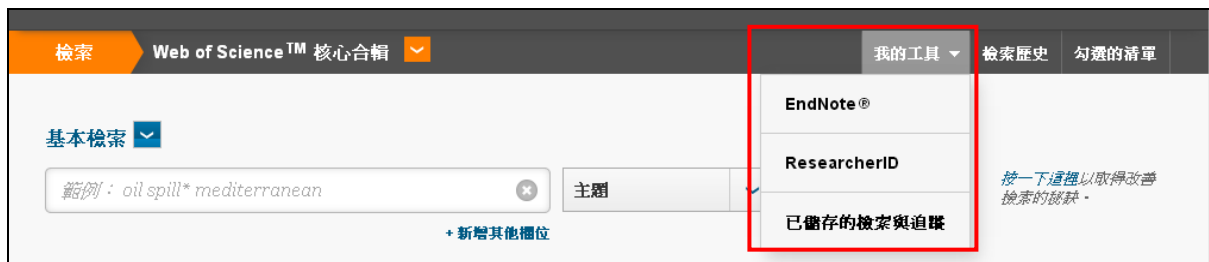 檢索 Web of Science™ 核心合輯 我的工具 檢索歷史 勾選的清單
EndNote®
基本檢索
ResearcherID
範例： oil spill* mediterranean 主題
按一下這裡以取得改善
檢索的秘訣。
已儲存的檢索與追蹤
+ 新增其他欄位